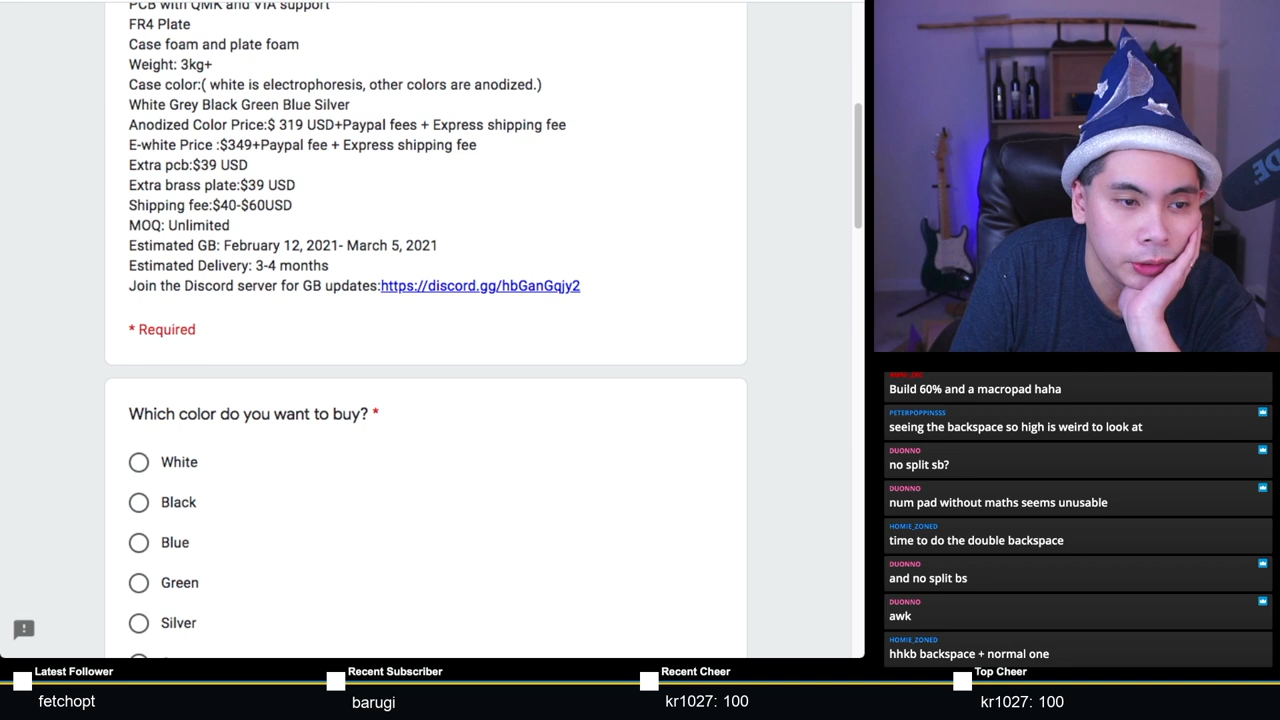 PCB with QMK and VIA support
FR4 Plate
Case foam and plate foam
Weight: 3kg+
Case color:( white is electrophoresis, other colors are anodized.)
White Grey Black Green Blue Silver
Anodized Color Price:$ 319 USD+Paypal fees + Express shipping fee
E-white Price :$349+Paypal fee + Express shipping fee
Extra pcb:$39 USD
Extra brass plate:$39 USD
Shipping fee:$40-$60USD
MOQ: Unlimited
Estimated GB: February 12, 2021- March 5, 2021
Estimated Delivery: 3-4 months
Join the Discord server for GB updates:https://discord.gg/hbGanGqjy2
* Required
Which color do you want to buy? *
White
Black
Blue
Green
Silver
Build 60% and a macropad haha
PETERPOPPINSSS
seeing the backspace so high is weird to look at
DUONNO
no split sb?
DUONNO
num pad without maths seems unusable
HOMIE_ZONED
time to do the double backspace
DUONNO
and no split bs
DUONNO
awk
HOMIE_ZONED
hhkb backspace + normal one
Latest Follower
fetchopt
Recent Subscriber
barugi
Recent Cheer
kr1027: 100
Top Cheer
kr1027: 100